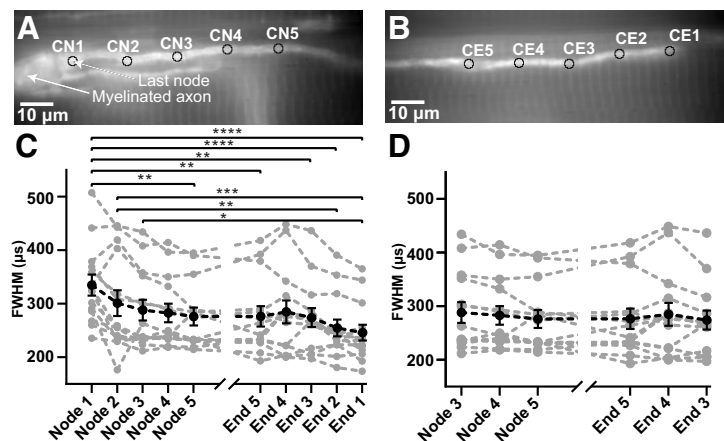 A
CN1 CN2 CN3 CN4 CN5
Last node
Myelinated axon
10 µm
B
CE5 CE4 CE3 CE2 CE1
10 µm
C
****
****
**
**
**
***
**
*
FWHM (µs)
500
400
300
200
Node 1 Node 2 Node 3 Node 4 Node 5 End 5 End 4 End 3 End 2 End 1
D
FWHM (µs)
500
400
300
200
Node 3 Node 4 Node 5 End 5 End 4 End 3